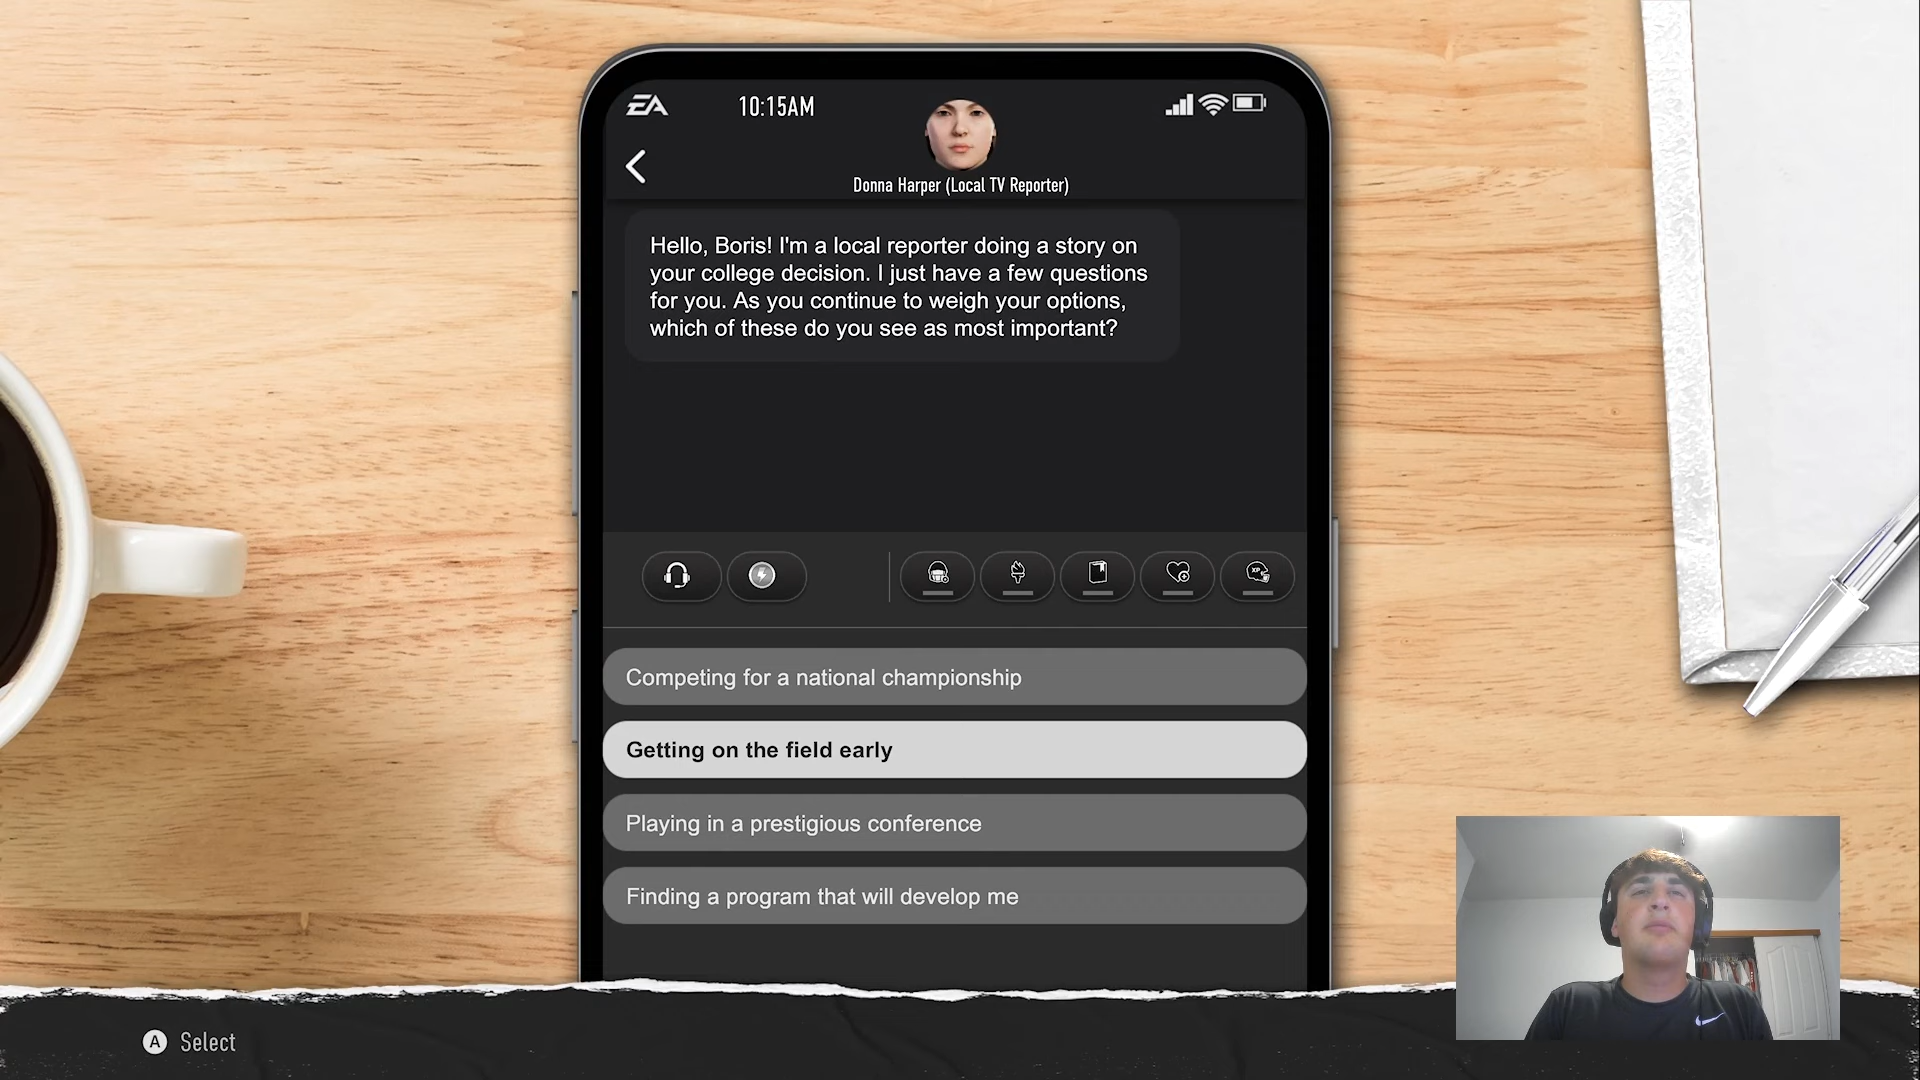 EA
10:15AM
Donna Harper (Local TV Reporter)
Hello, Boris! I'm a local reporter doing a story on
your college decision. I just have a few questions
for you. As you continue to weigh your options,
which of these do you see as most important?
XP
Competing for a national championship
Getting on the field early
Playing in a prestigious conference
Finding a program that will develop me
A Select